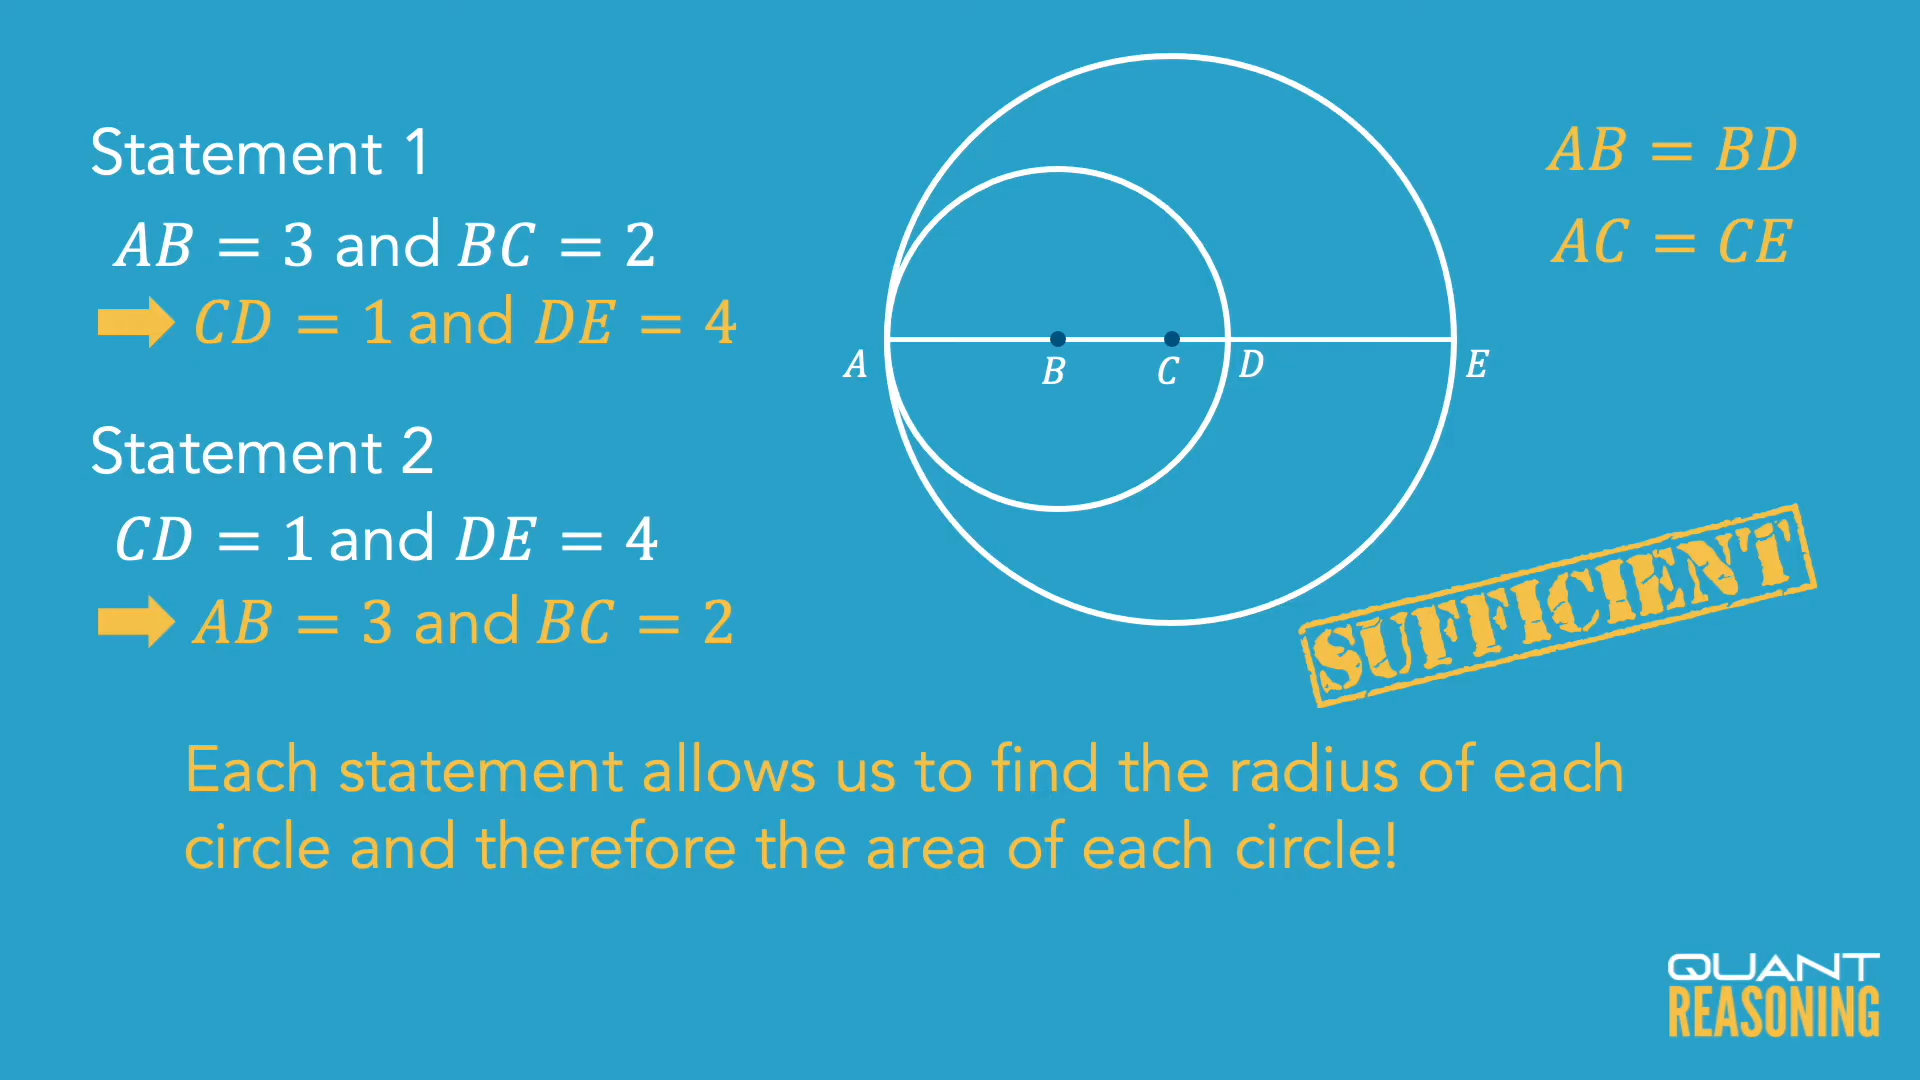 Statement 1
AB = 3 and BC = 2
CD = 1 and DE = 4
Statement 2
CD = 1 and DE = 4
AB = 3 and BC = 2
A
B
C
D
E
AB = BD
AC = CE
SUFFICIENT
Each statement allows us to find the radius of each
circle and therefore the area of each circle!
QUANT
REASONING